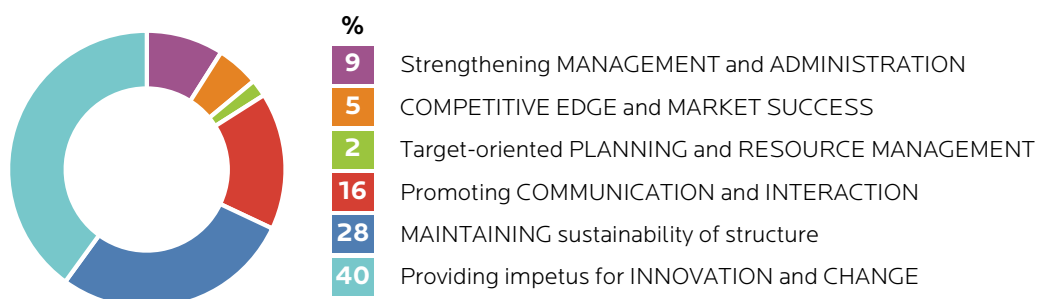 %
9 Strengthening MANAGEMENT and ADMINISTRATION
5 COMPETITIVE EDGE and MARKET SUCCESS
2 Target-oriented PLANNING and RESOURCE MANAGEMENT
16 Promoting COMMUNICATION and INTERACTION
28 MAINTAINING sustainability of structure
40 Providing impetus for INNOVATION and CHANGE